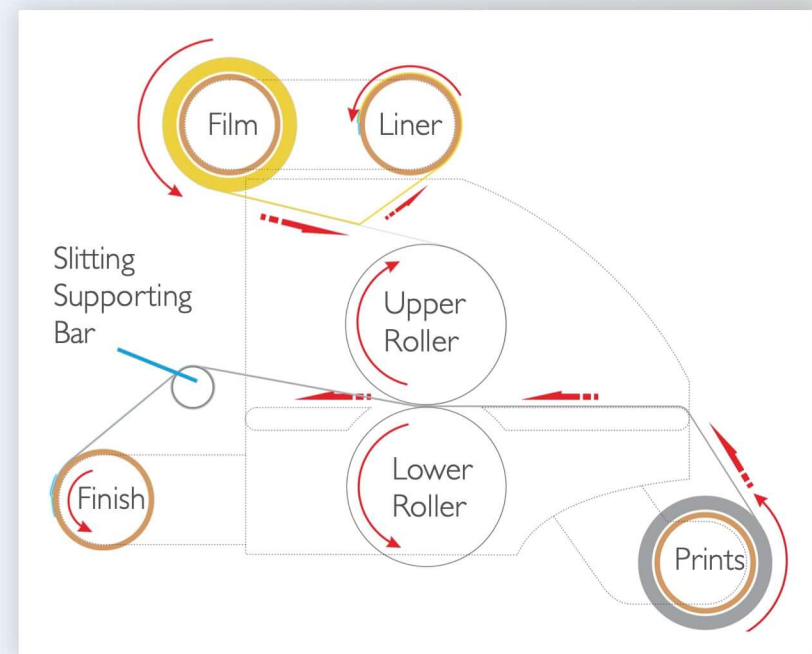 Film
Liner
Slitting
Supporting
Bar
Upper
Roller
Lower
Roller
Finish
Prints